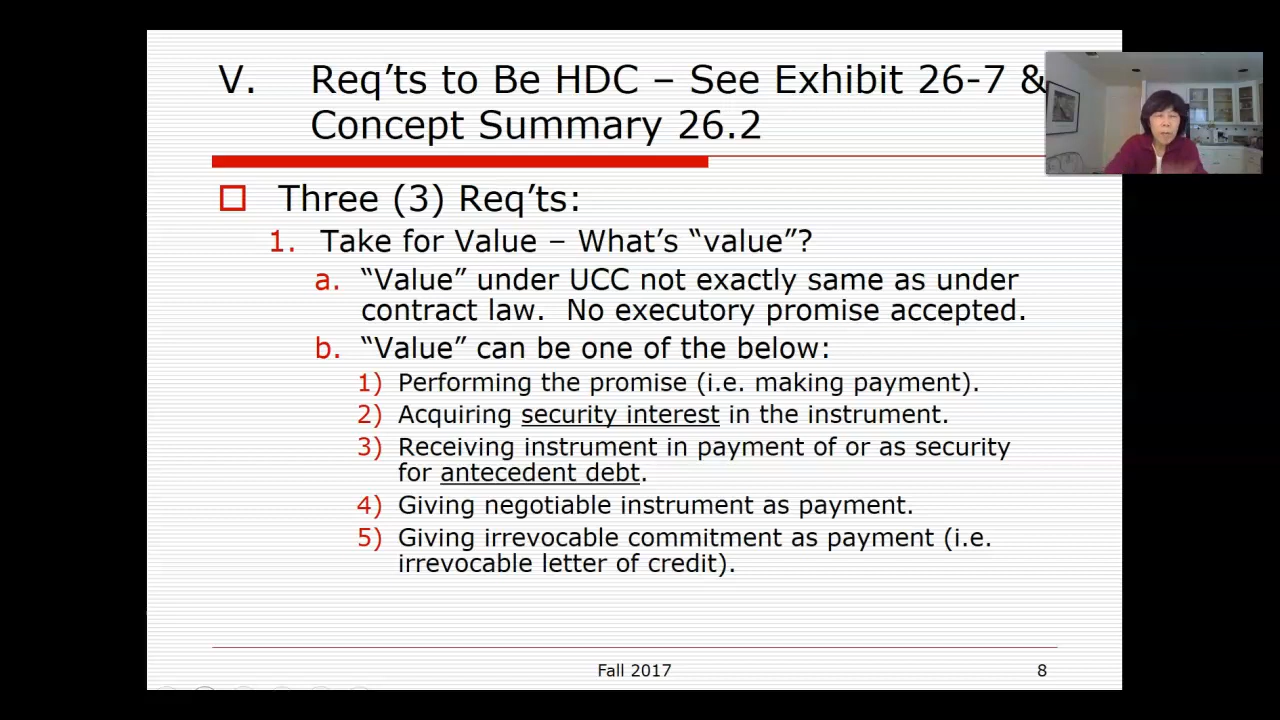 V. Req’ts to Be HDC – See Exhibit 26-7 &
Concept Summary 26.2
Three (3) Req’ts:
1. Take for Value – What’s “value”?
a. “Value” under UCC not exactly same as under
contract law.  No executory promise accepted.
b. “Value” can be one of the below:
1) Performing the promise (i.e. making payment).
2) Acquiring security interest in the instrument.
3) Receiving instrument in payment of or as security
for antecedent debt.
4) Giving negotiable instrument as payment.
5) Giving irrevocable commitment as payment (i.e.
irrevocable letter of credit).
Fall 2017 8